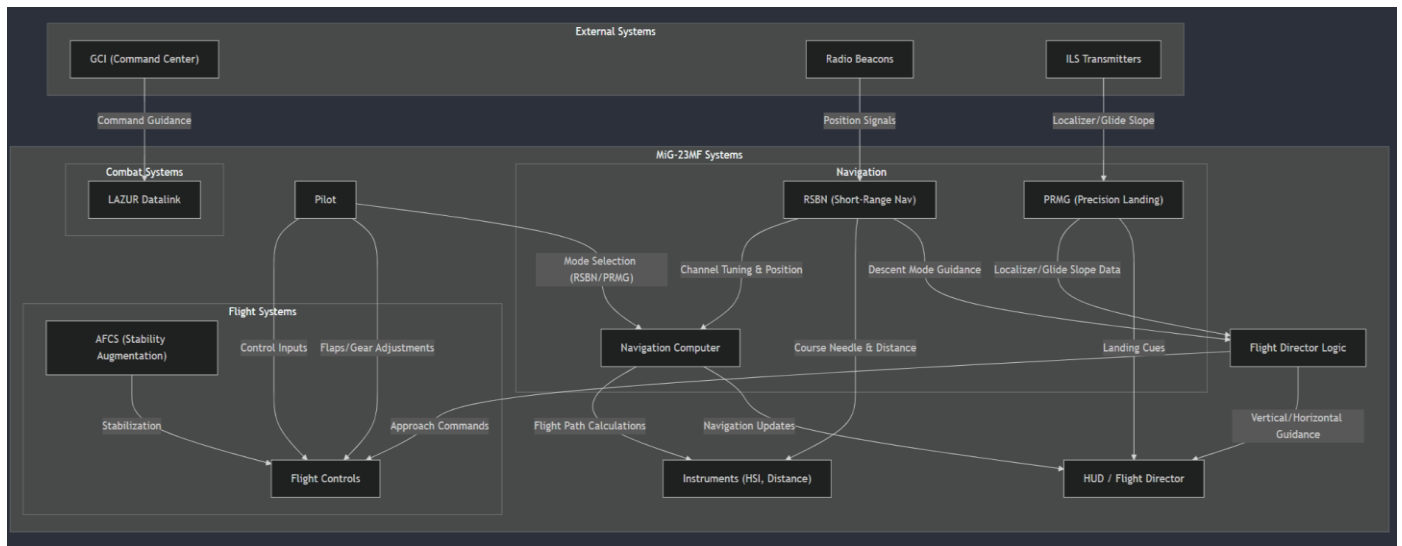 External Systems
GCI (Command Center)
Radio Beacons
ILS Transmitters
Command Guidance
Position Signals
Localizer/Glide Slope
MiG-23MF Systems
Combat Systems
LAZUR Datalink
Pilot
Navigation
RSBN (Short-Range Nav)
PRMG (Precision Landing)
Mode Selection
(RSBN/PRMG)
Channel Tuning & Position
Descent Mode Guidance
Localizer/Glide Slope Data
Flight Systems
AFCS (Stability
Augmentation)
Control Inputs
Flaps/Gear Adjustments
Navigation Computer
Course Needle & Distance
Landing Cues
Flight Director Logic
Stabilization
Approach Commands
Flight Path Calculations
Navigation Updates
Vertical/Horizontal
Guidance
Flight Controls
Instruments (HSI, Distance)
HUD / Flight Director